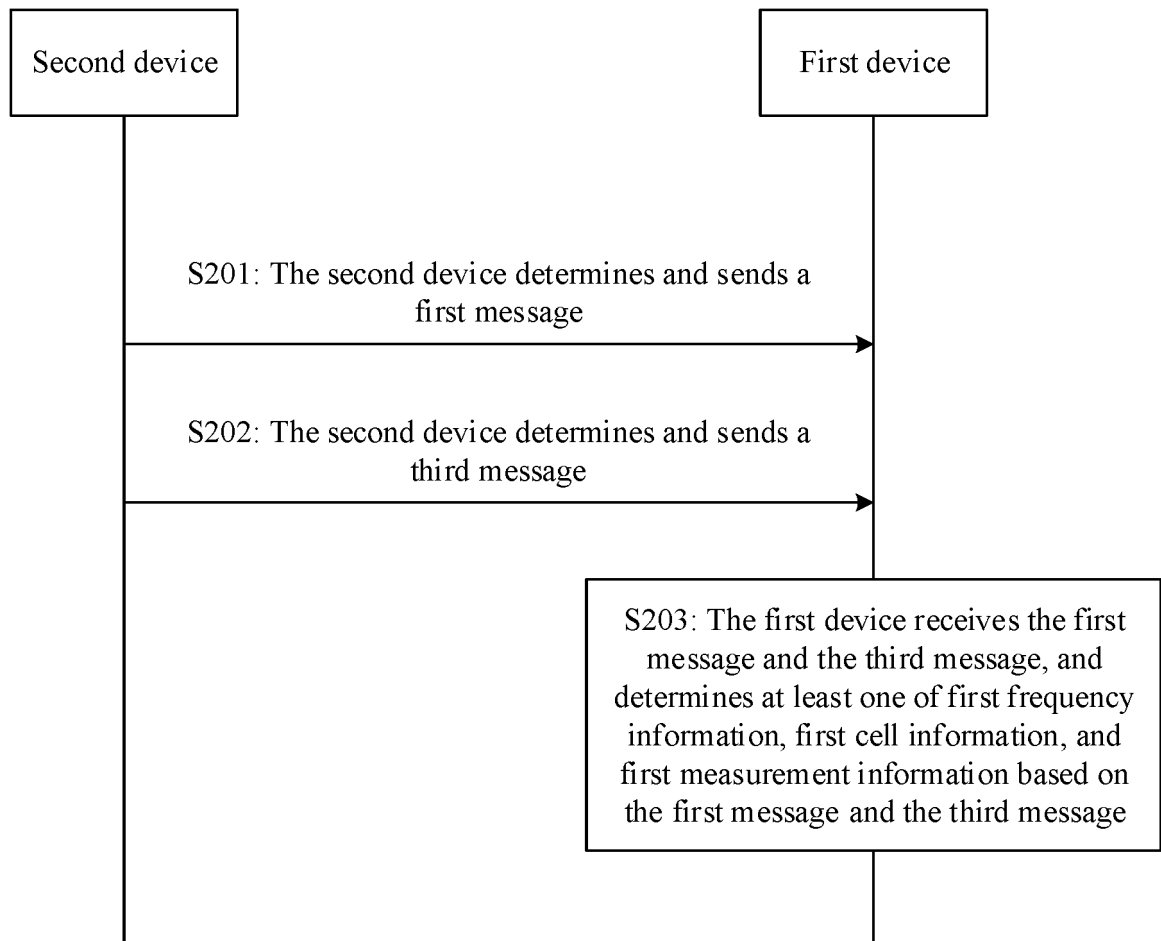 Second device
First device
S201: The second device determines and sends a
first message
S202: The second device determines and sends a
third message
S203: The first device receives the first
message and the third message, and
determines at least one of first frequency
information, first cell information, and
first measurement information based on
the first message and the third message